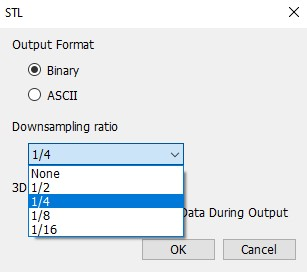 STL
Output Format
Binary
ASCII
Downsampling ratio
1/4
None
1/2
1/4
1/8
1/16
3D
Data During Output
OK
Cancel